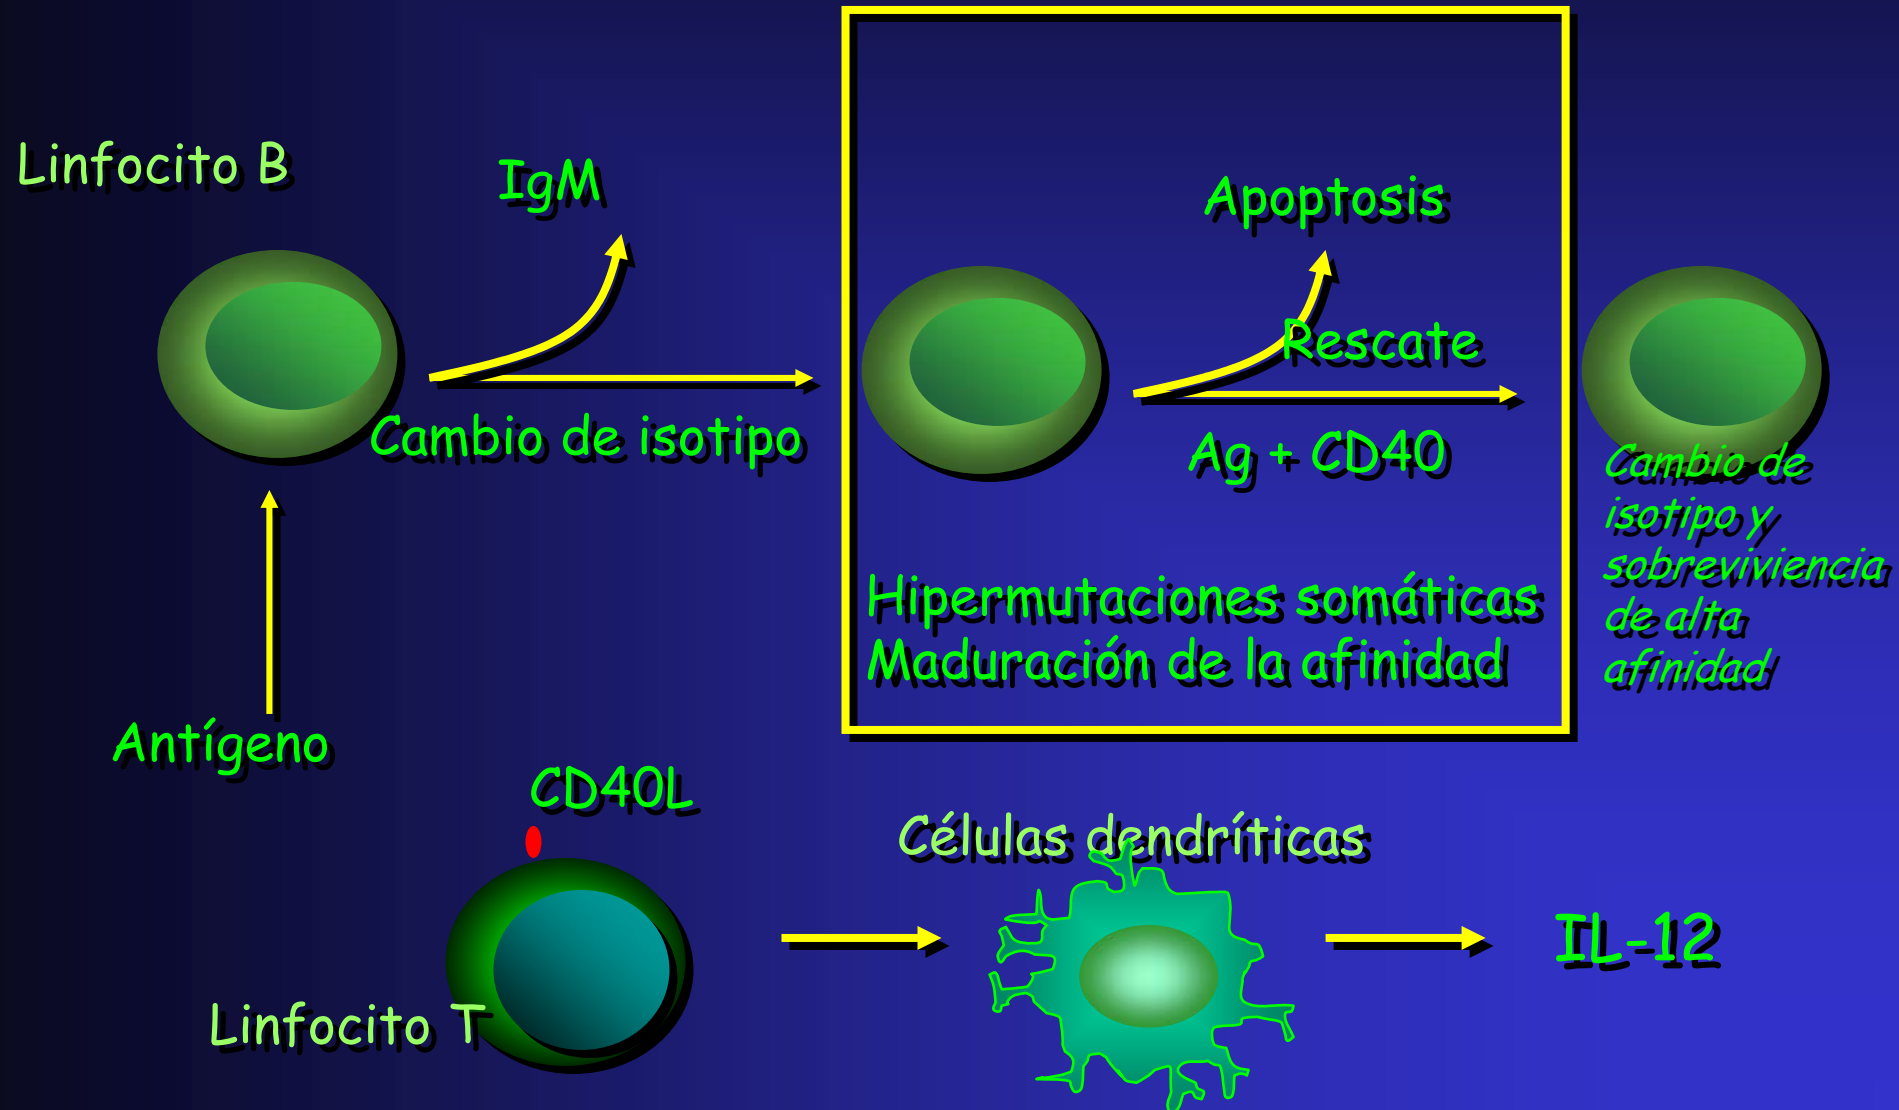 Linfocito B
IgM
Cambio de isotipo
Apoptosis
Rescate
Ag + CD40
Hipermutaciones somáticas
Maduración de la afinidad
Cambio de
isotipo y
sobreviviencia
de alta
afinidad
Antígeno
CD40L
Linfocito T
Células dendríticas
IL-12